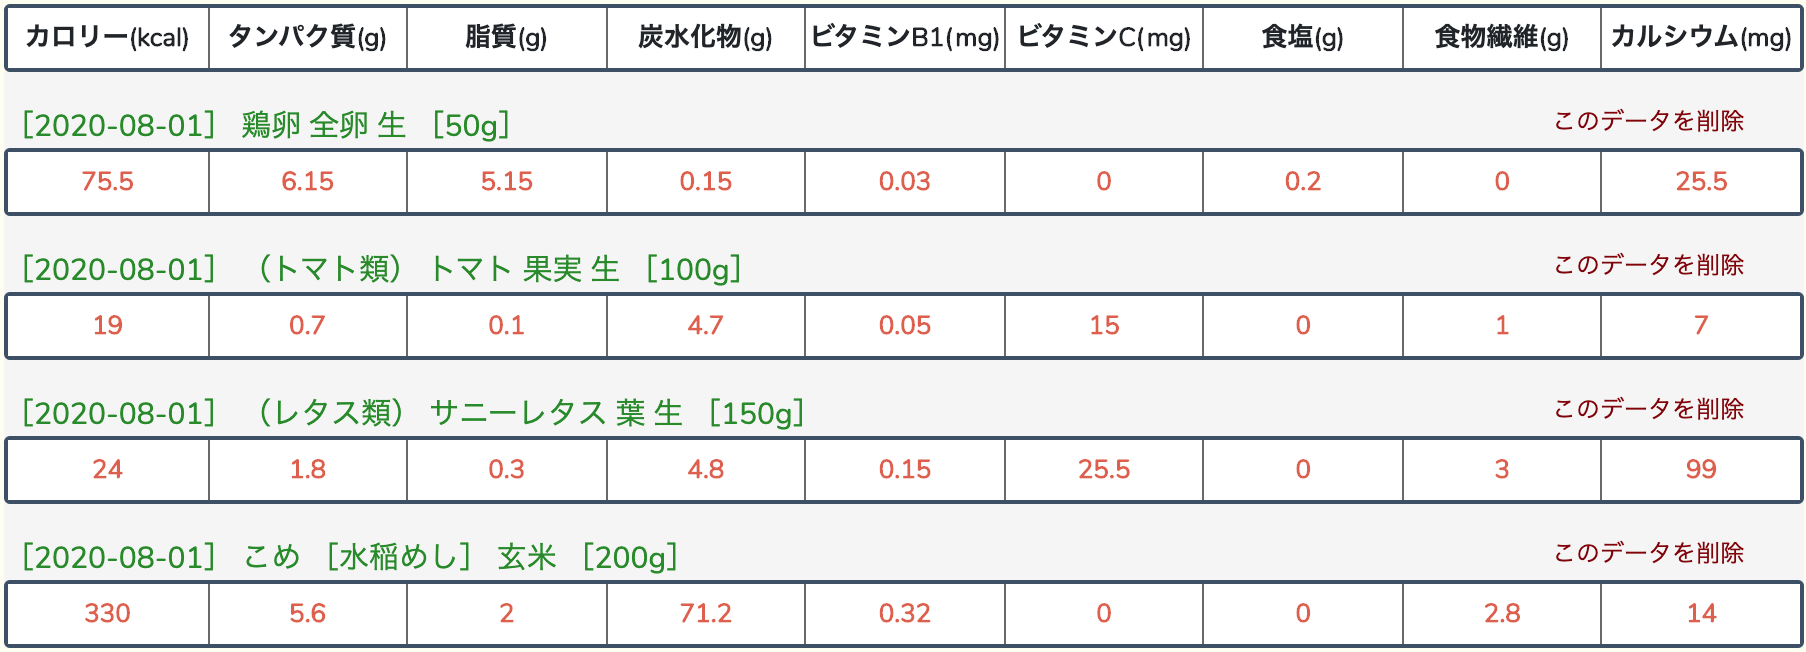 カロリー(kcal) タンパク質(g) 脂質(g) 炭水化物(g) ビタミンB1(mg) ビタミンC(mg) 食塩(g) 食物繊維(g) カルシウム(mg)
［2020-08-01］ 鶏卵 全卵 生 ［50g］ このデータを削除
75.5 6.15 5.15 0.15 0.03 0 0.2 0 25.5
［2020-08-01］ （トマト類） トマト 果実 生 ［100g］ このデータを削除
19 0.7 0.1 4.7 0.05 15 0 1 7
［2020-08-01］ （レタス類） サニーレタス 葉 生 ［150g］ このデータを削除
24 1.8 0.3 4.8 0.15 25.5 0 3 99
［2020-08-01］ こめ ［水稲めし］ 玄米 ［200g］ このデータを削除
330 5.6 2 71.2 0.32 0 0 2.8 14